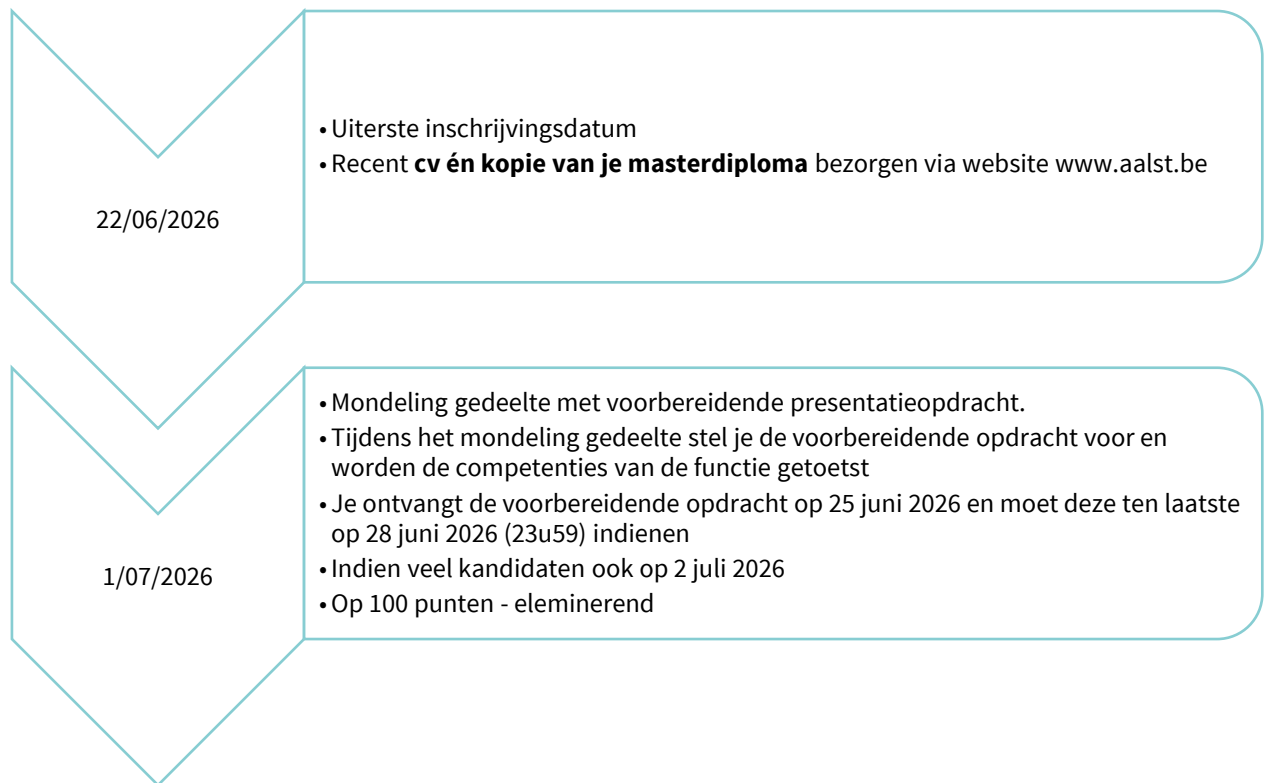 22/06/2026
• Uiterste inschrijvingsdatum
• Recent cv én kopie van je masterdiploma bezorgen via website www.aalst.be
1/07/2026
• Mondeling gedeelte met voorbereidende presentatieopdracht.
• Tijdens het mondeling gedeelte stel je de voorbereidende opdracht voor en
worden de competenties van de functie getoetst
• Je ontvangt de voorbereidende opdracht op 25 juni 2026 en moet deze ten laatste
op 28 juni 2026 (23u59) indienen
• Indien veel kandidaten ook op 2 juli 2026
• Op 100 punten - eleminerend